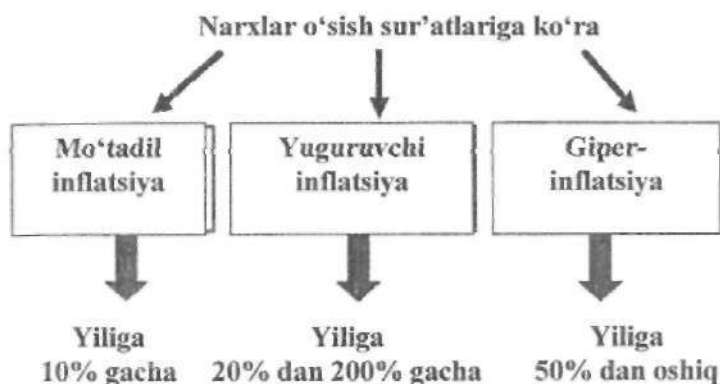 Narxlar o‘sish sur’atlariga ko‘ra
Mo‘tadil
inflatsiya
Yuguruvchi
inflatsiya
Giper-
inflatsiya
Yiliga
10% gacha
Yiliga
20% dan 200% gacha
Yiliga
50% dan oshiq